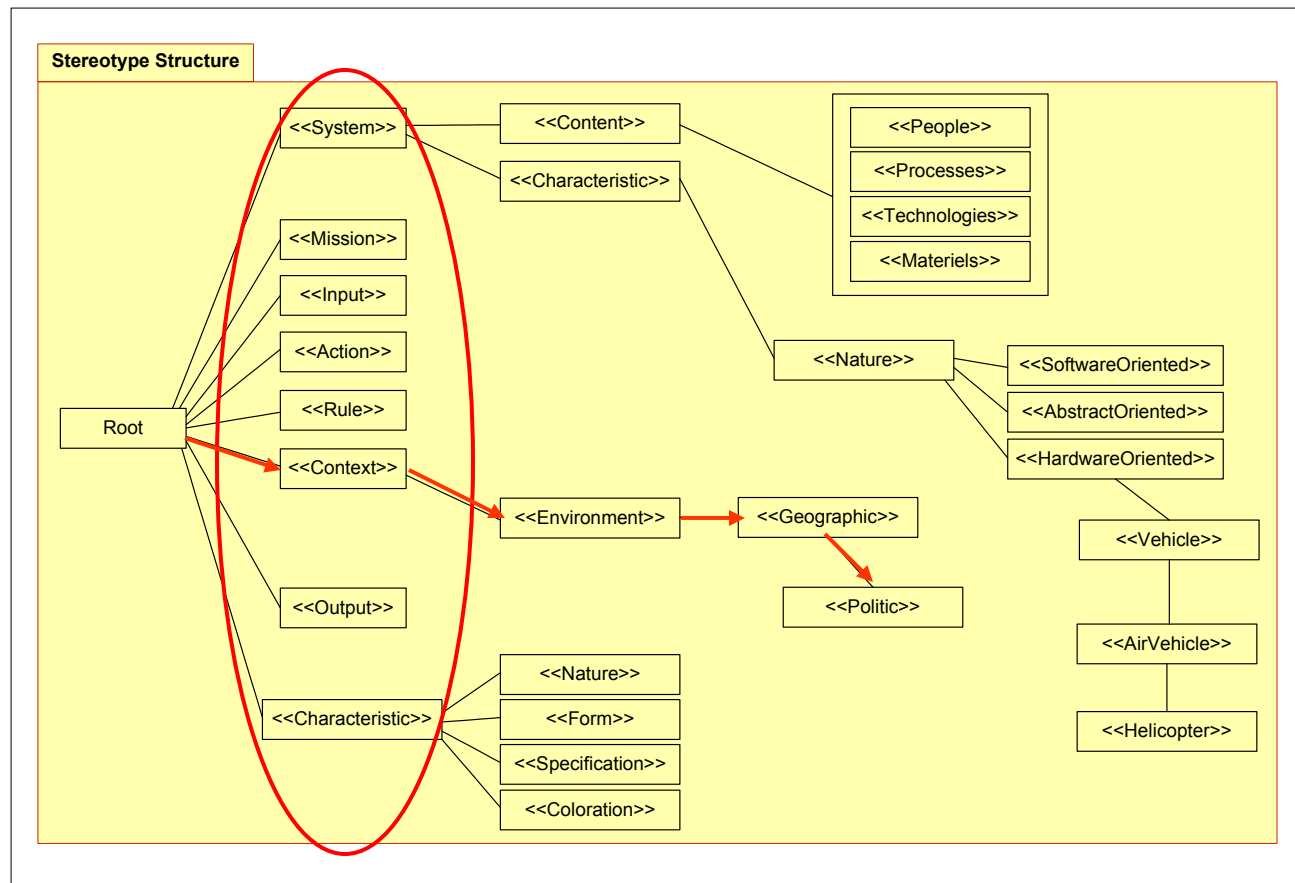 Stereotype Structure
<<System>>
<<Content>>
<<People>>
<<Processes>>
<<Technologies>>
<<Materiels>>
<<Characteristic>>
<<Mission>>
<<Input>>
<<Action>>
<<Nature>>
<<SoftwareOriented>>
<<AbstractOriented>>
<<HardwareOriented>>
<<Rule>>
Root
<<Context>>
<<Environment>>
<<Geographic>>
<<Politic>>
<<Vehicle>>
<<AirVehicle>>
<<Helicopter>>
<<Output>>
<<Characteristic>>
<<Nature>>
<<Form>>
<<Specification>>
<<Coloration>>